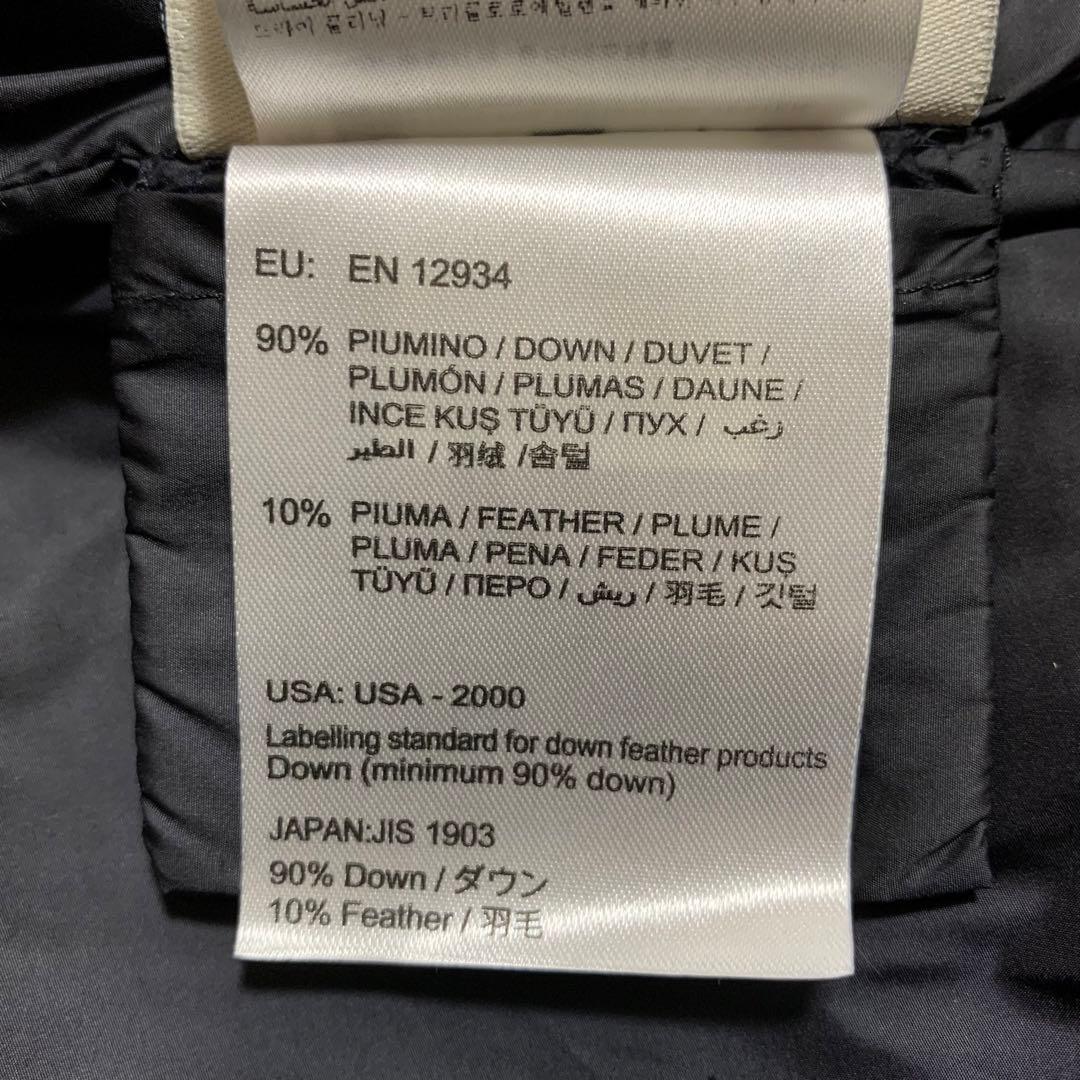 EU: EN 12934
90% PIUMINO / DOWN / DUVET /
PLUMÓN / PLUMAS / DAUNE /
INCE KUŞ TÜYÜ / ПУХ / زغب
الطير / 羽绒 /솜털
10% PIUMA / FEATHER / PLUME /
PLUMA / PENA / FEDER / KUŞ
TÜYÜ / ПЕРО / ريش / 羽毛 / 깃털
USA: USA - 2000
Labelling standard for down feather products
Down (minimum 90% down)
JAPAN:JIS 1903
90% Down / ダウン
10% Feather / 羽毛